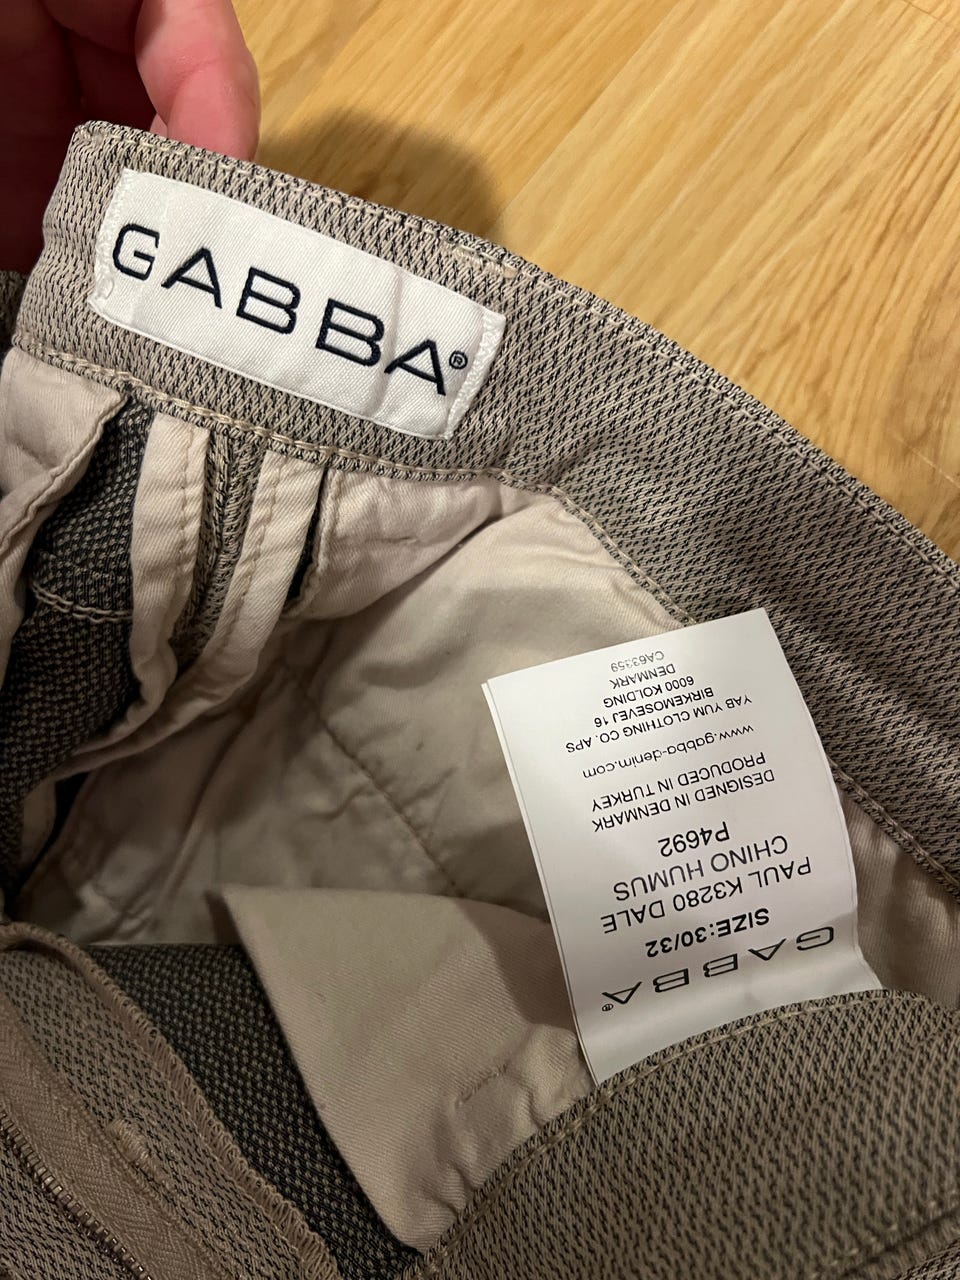 GABBA®
GABBA®
SIZE:30/32
PAUL K3280 DALE
CHINO HUMUS
P4692
DESIGNED IN DENMARK
PRODUCED IN TURKEY
www.gabba-denim.com
YAB YUM CLOTHING CO. APS
BIRKEMOSEVEJ 16
6000 KOLDING
DENMARK
CA63359